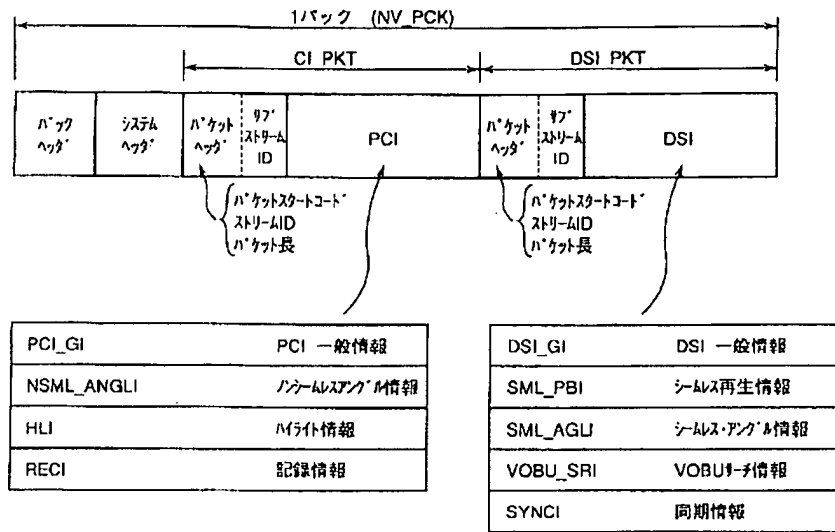 1パック (NV_PCK)
CI PKT
DSI PKT
パック
ヘッダ
システム
ヘッダ
パケット
ヘッダ
サブ
ストリーム
ID
PCI
パケット
ヘッダ
サブ
ストリーム
ID
DSI
パケットスタートコード
ストリームID
パケット長
パケットスタートコード
ストリームID
パケット長
PCI_GI PCI 一般情報
NSML_ANGLI ノンシームレスアングル情報
HLI ハイライト情報
RECI 記録情報
DSI_GI DSI 一般情報
SML_PBI シームレス再生情報
SML_AGLI シームレス・アングル情報
VOBU_SRI VOBUサーチ情報
SYNCI 同期情報